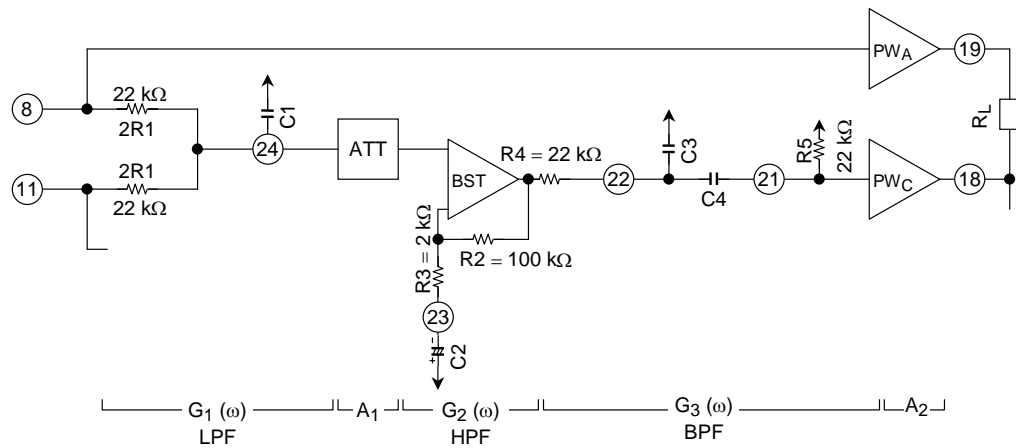 PWA
19
8
22 kΩ
2R1
C1
24
ATT
BST
R4 = 22 kΩ
22
C3
C4
21
R5
22 kΩ
PWC
18
RL
11
2R1
22 kΩ
R3 = 2 kΩ
R2 = 100 kΩ
23
- +
C2
G1 (ω)
A1
G2 (ω)
G3 (ω)
A2
LPF
HPF
BPF